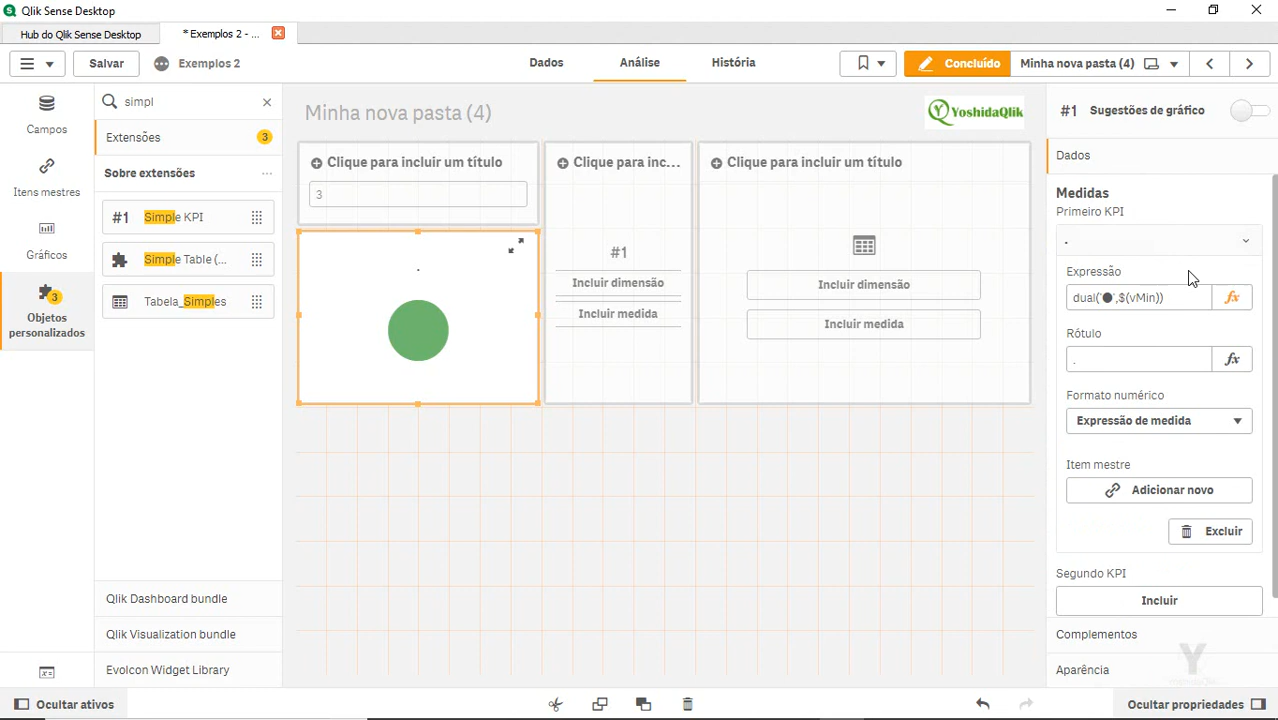 Qlik Sense Desktop
Hub do Qlik Sense Desktop
* Exemplos 2 - ...
Salvar
Exemplos 2
Dados
Análise
História
Concluído
Minha nova pasta (4)
Campos
Itens mestres
Gráficos
3
Objetos
personalizados
simpl
Extensões
3
Sobre extensões
...
#1
Simple KPI
Simple Table (...
Tabela_Simples
Qlik Dashboard bundle
Qlik Visualization bundle
EvoIcon Widget Library
Minha nova pasta (4)
YoshidaQlik
Clique para incluir um título
3
.
Clique para inc...
#1
Incluir dimensão
Incluir medida
Clique para incluir um título
Incluir dimensão
Incluir medida
#1 Sugestões de gráfico
Dados
Medidas
Primeiro KPI
.
Expressão
dual('●',$(vMin))
fx
Rótulo
.
fx
Formato numérico
Expressão de medida
Item mestre
Adicionar novo
Excluir
Segundo KPI
Incluir
Complementos
Aparência
Y
Ocultar ativos
Ocultar propriedades